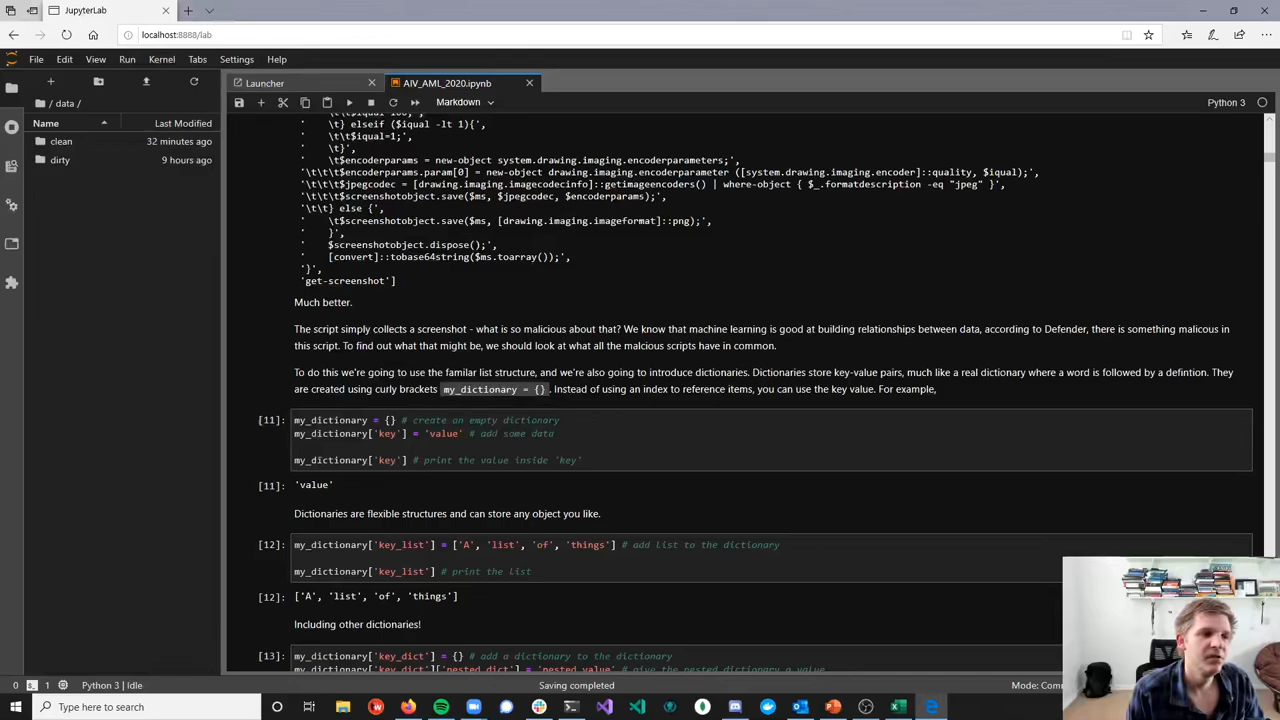 JupyterLab
localhost:8888/lab
File Edit View Run Kernel Tabs Settings Help
Launcher
AIV_AML_2020.ipynb
Markdown
Python 3
/ data /
Name Last Modified
clean 32 minutes ago
dirty 9 hours ago
' \t} elseif ($iqual -lt 1){',
' \t\t$iqual=1;',
' \t}',
' \t$encoderparams = new-object system.drawing.imaging.encoderparameters;',
'\t\t\t$encoderparams.param[0] = new-object drawing.imaging.encoderparameter ([system.drawing.imaging.encoder]::quality, $iqual);',
'\t\t\t$jpegcodec = [drawing.imaging.imagecodecinfo]::getimageencoders() | where-object { $_.formatdescription -eq "jpeg" }',
'\t\t\t$screenshotobject.save($ms, $jpegcodec, $encoderparams);',
'\t\t} else {',
' \t$screenshotobject.save($ms, [drawing.imaging.imageformat]::png);',
' }',
' $screenshotobject.dispose();',
' [convert]::tobase64string($ms.toarray());',
'}',
'get-screenshot']
Much better.
The script simply collects a screenshot - what is so malicious about that? We know that machine learning is good at building relationships between data, according to Defender, there is something malicous in
this script. To find out what that might be, we should look at what all the malcious scripts have in common.
To do this we're going to use the familar list structure, and we're also going to introduce dictionaries. Dictionaries store key-value pairs, much like a real dictionary where a word is followed by a defintion. They
are created using curly brackets my_dictionary = {}. Instead of using an index to reference items, you can use the key value. For example,
[11]: my_dictionary = {} # create an empty dictionary
my_dictionary['key'] = 'value' # add some data
my_dictionary['key'] # print the value inside 'key'
[11]: 'value'
Dictionaries are flexible structures and can store any object you like.
[12]: my_dictionary['key_list'] = ['A', 'list', 'of', 'things'] # add list to the dictionary
my_dictionary['key_list'] # print the list
[12]: ['A', 'list', 'of', 'things']
Including other dictionaries!
[13]: my_dictionary['key_dict'] = {} # add a dictionary to the dictionary
my_dictionary['key_dict']['nested_dict'] = 'nested_value' # give the nested dictionary a value
0 1 Python 3 | Idle
Saving completed
Mode: Comm
Type here to search